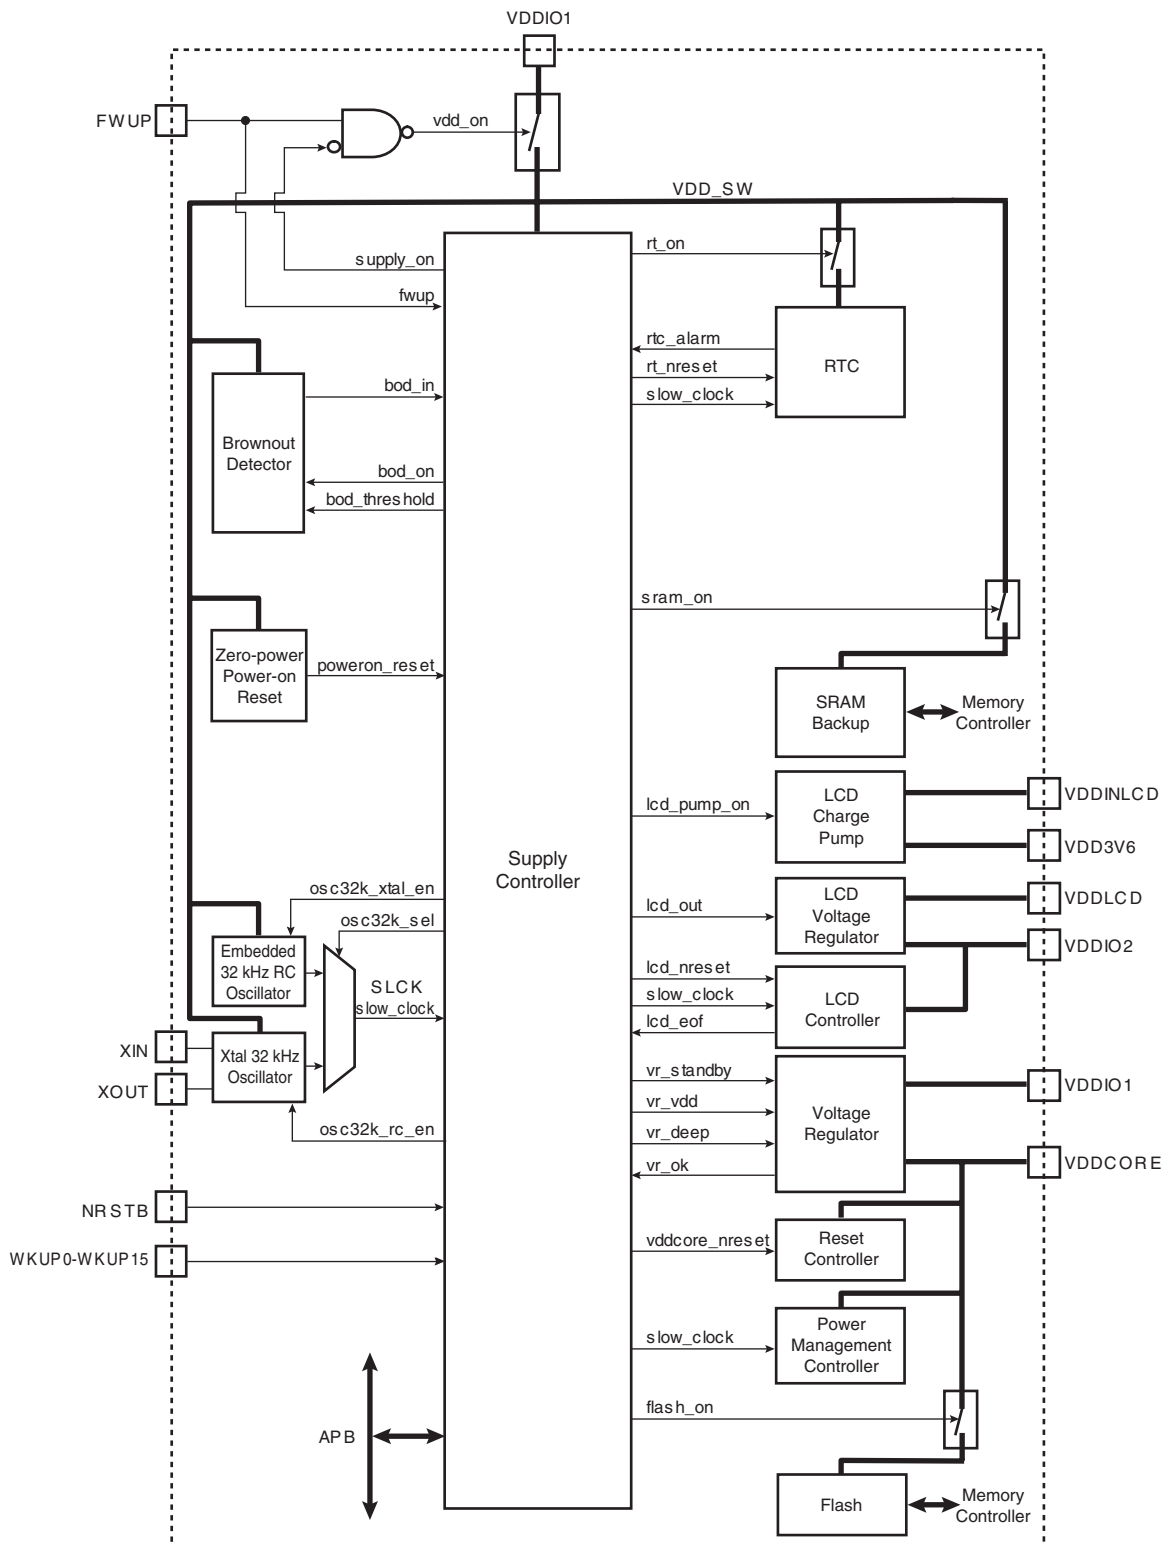 VDDIO1
FWUP
vdd_on
VDD_SW
supply_on
fwup
rt_on
rtc_alarm
rt_nreset
slow_clock
RTC
bod_in
Brownout
Detector
bod_on
bod_threshold
sram_on
Zero-power
Power-on
Reset
poweron_reset
SRAM
Backup
Memory
Controller
lcd_pump_on
LCD
Charge
Pump
VDDINLCD
VDD3V6
Supply
Controller
lcd_out
LCD
Voltage
Regulator
VDDLCD
VDDIO2
osc32k_xtal_en
osc32k_sel
Embedded
32 kHz RC
Oscillator
SLCK
slow_clock
lcd_nreset
slow_clock
lcd_eof
LCD
Controller
XIN
XOUT
Xtal 32 kHz
Oscillator
osc32k_rc_en
vr_standby
vr_vdd
vr_deep
vr_ok
Voltage
Regulator
VDDIO1
VDDCORE
NRSTB
WKUP0-WKUP15
vddcore_nreset
Reset
Controller
slow_clock
Power
Management
Controller
flash_on
APB
Flash
Memory
Controller